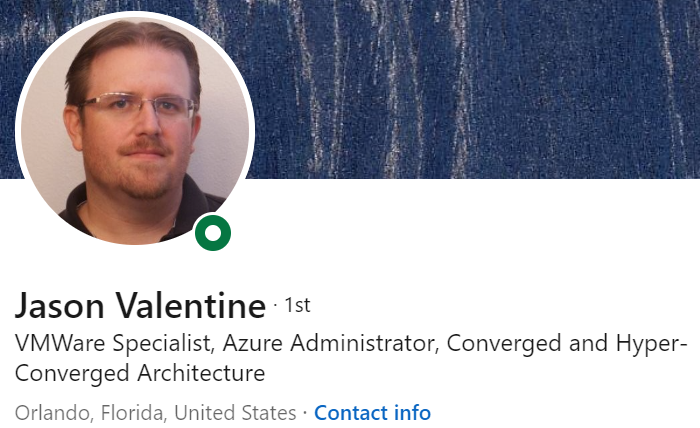 Jason Valentine · 1st
VMWare Specialist, Azure Administrator, Converged and Hyper-
Converged Architecture
Orlando, Florida, United States · Contact info